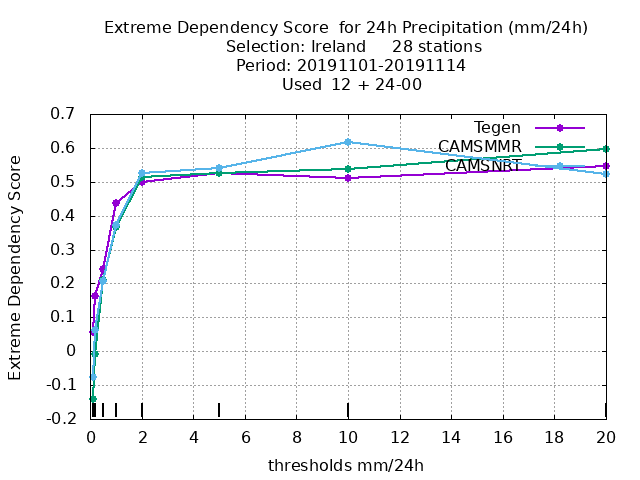 Extreme Dependency Score  for 24h Precipitation (mm/24h)
Selection: Ireland     28 stations
Period: 20191101-20191114
Used  12 + 24-00
Extreme Dependency Score
0.7
0.6
0.5
0.4
0.3
0.2
0.1
0
-0.1
-0.2
Tegen
CAMSMMR
CAMSNRT
0 2 4 6 8 10 12 14 16 18 20
thresholds mm/24h